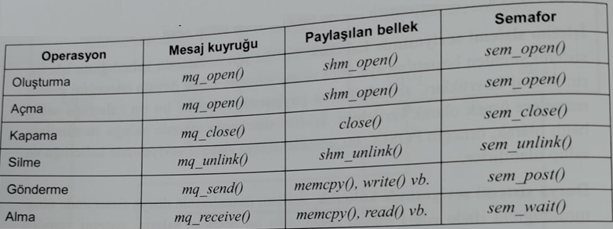 Operasyon Mesaj kuyruğu Paylaşılan bellek Semafor
Oluşturma mq_open() shm_open() sem_open()
Açma mq_open() shm_open() sem_open()
Kapama mq_close() close() sem_close()
Silme mq_unlink() shm_unlink() sem_unlink()
Gönderme mq_send() memcpy(), write() vb. sem_post()
Alma mq_receive() memcpy(), read() vb. sem_wait()